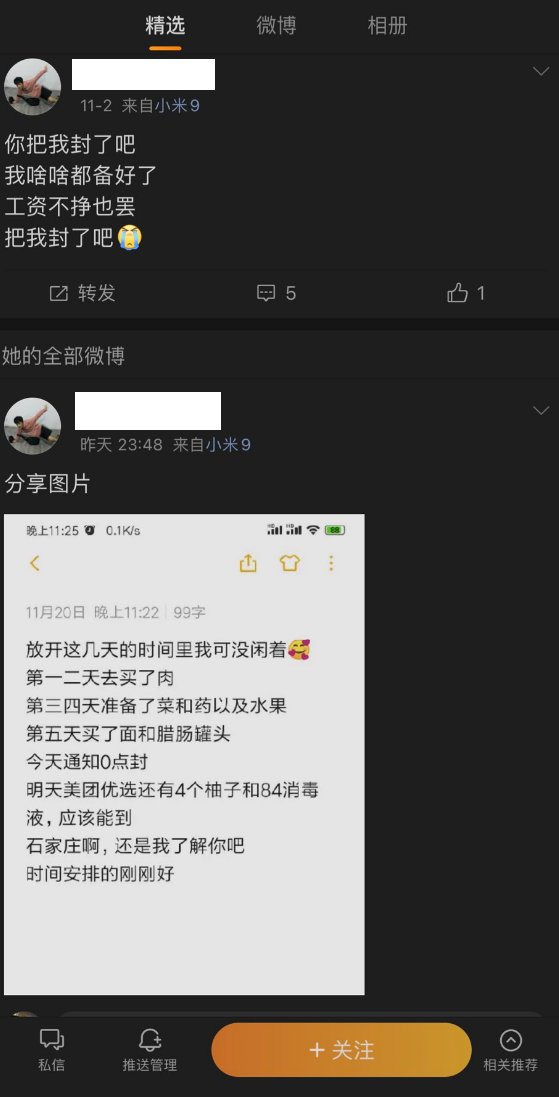 精选 微博 相册
11-2 来自小米9
你把我封了吧
我啥啥都备好了
工资不挣也罢
把我封了吧😭
转发 5 1
她的全部微博
昨天 23:48 来自小米9
分享图片
晚上11:25 0.1K/s HD HD 88
11月20日 晚上11:22 | 99字
放开这几天的时间里我可没闲着🥰
第一二天去买了肉
第三四天准备了菜和药以及水果
第五天买了面和腊肠罐头
今天通知0点封
明天美团优选还有4个柚子和84消毒
液，应该能到
石家庄啊，还是我了解你吧
时间安排的刚刚好
私信 推送管理 +关注 相关推荐